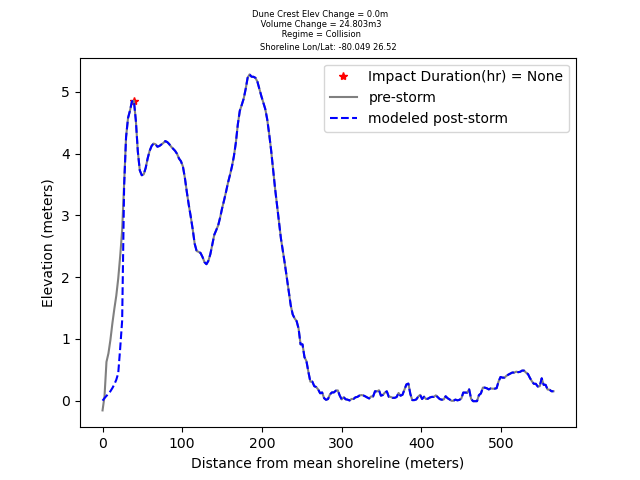 Dune Crest Elev Change = 0.0m
Volume Change = 24.803m3
Regime = Collision
Shoreline Lon/Lat: -80.049 26.52
Impact Duration(hr) = None
pre-storm
modeled post-storm
Elevation (meters)
5
4
3
2
1
0
0 100 200 300 400 500
Distance from mean shoreline (meters)